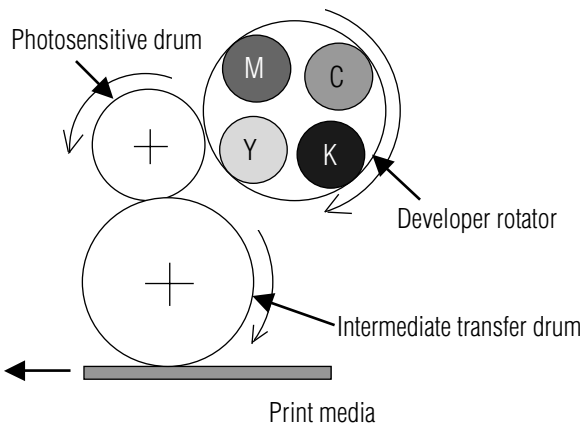 Photosensitive drum
M
C
Y
K
Developer rotator
Intermediate transfer drum
Print media